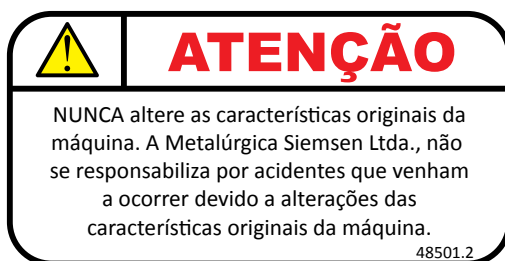 ATENÇÃO
NUNCA altere as características originais da
máquina. A Metalúrgica Siemsen Ltda., não
se responsabiliza por acidentes que venham
a ocorrer devido a alterações das
características originais da máquina.
48501.2